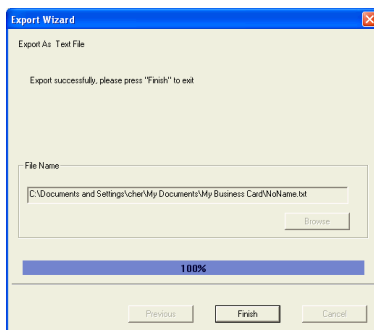 Export Wizard
Export As Text File
Export successfully, please press "Finish" to exit
File Name
C:\Documents and Settings\cher\My Documents\My Business Card\NoName.txt
Browse
100%
Previous
Finish
Cancel